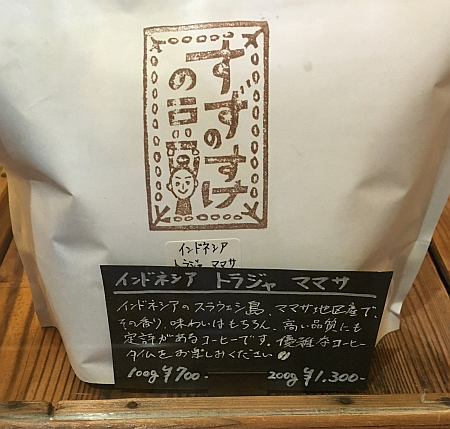 すずのすけ
の豆
インドネシア
トラジャ ママサ
インドネシア トラジャ ママサ
インドネシアのスラウェシ島、ママサ地区産で、
その香り、味わいはもちろん、高い品質にも
定評があるコーヒーです。優雅なコーヒー
タイムをお楽しみください
100g ¥700- 200g ¥1.300-